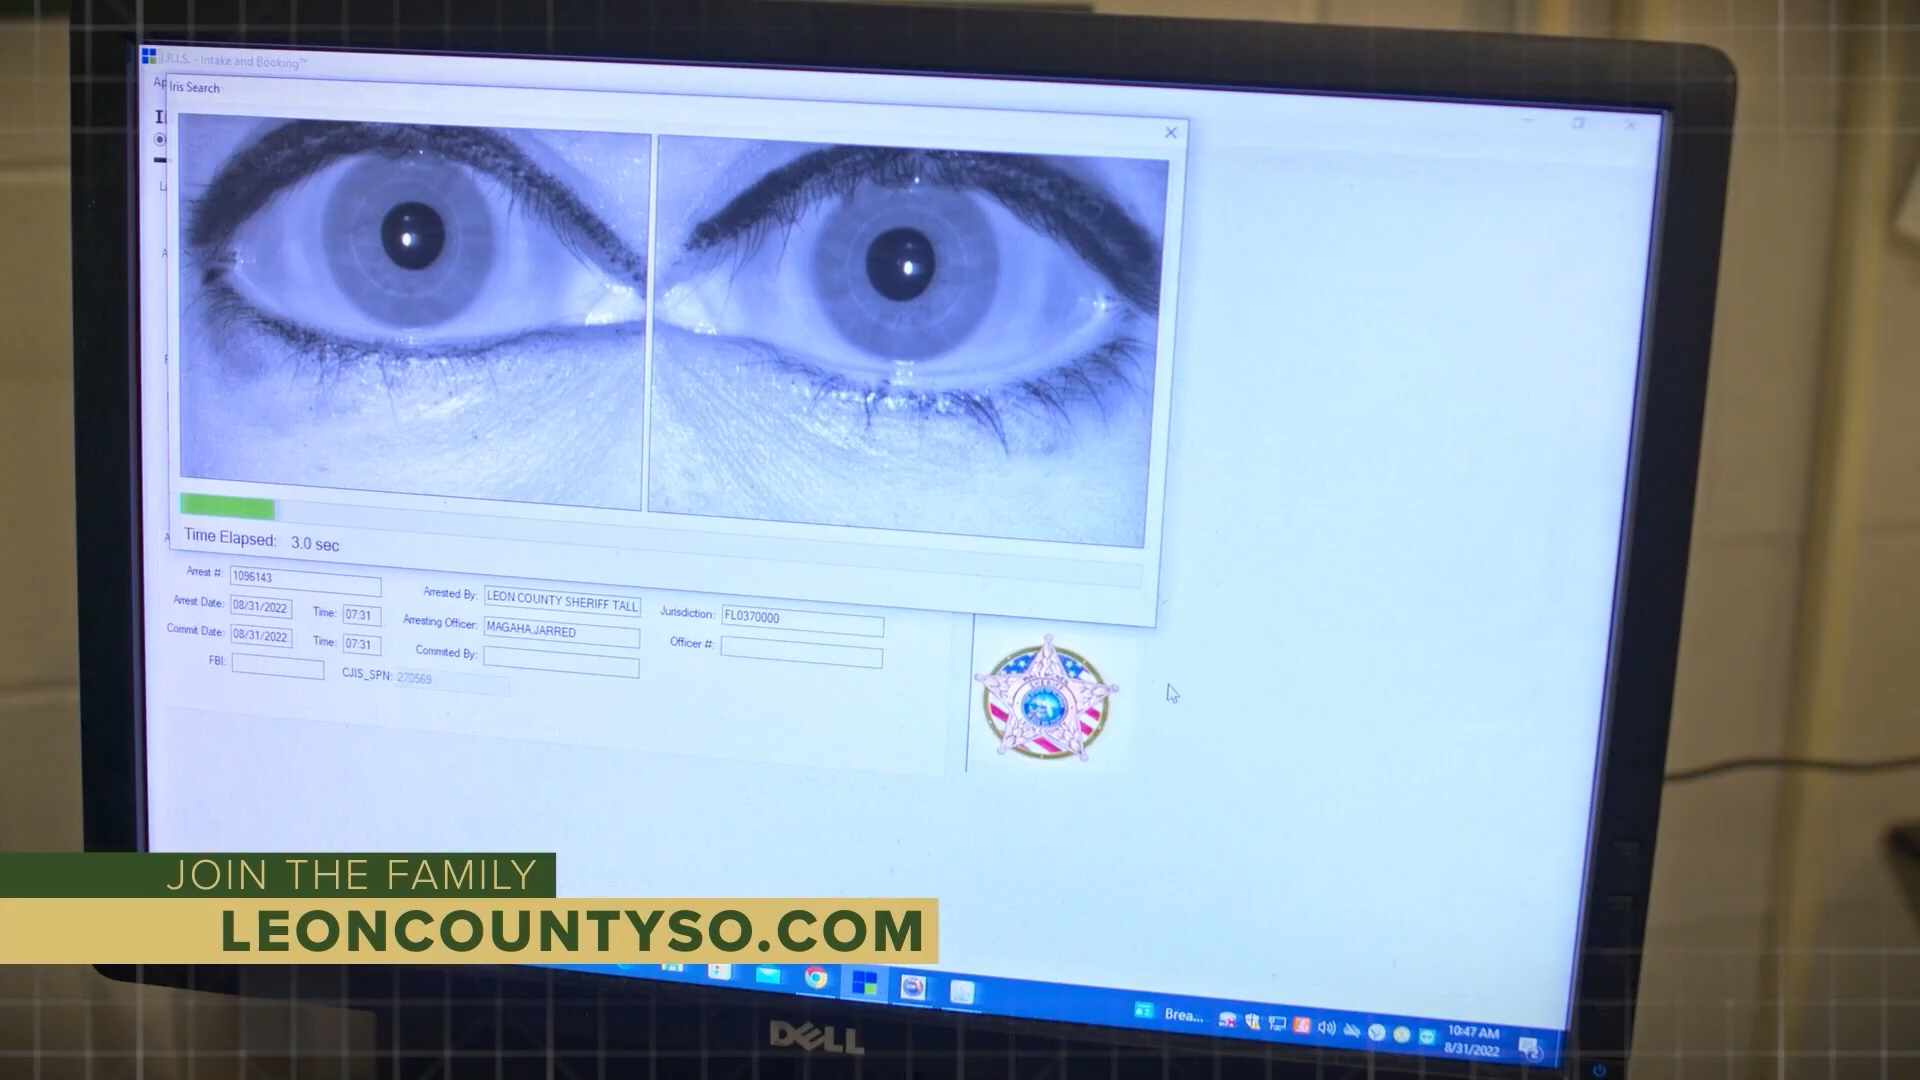 I.R.I.S. - Intake and Booking™
Iris Search
Time Elapsed: 3.0 sec
Arrest #: 1096143
Arrest Date: 08/31/2022 Time: 07:31
Commit Date: 08/31/2022 Time: 07:31
FBI:
CJIS_SPN: 270569
Arrested By: LEON COUNTY SHERIFF TALL
Arresting Officer: MAGAHA,JARRED
Commited By:
Jurisdiction: FL0370000
Officer #:
JOIN THE FAMILY
LEONCOUNTYSO.COM
Brea...
10:47 AM
8/31/2022
DELL